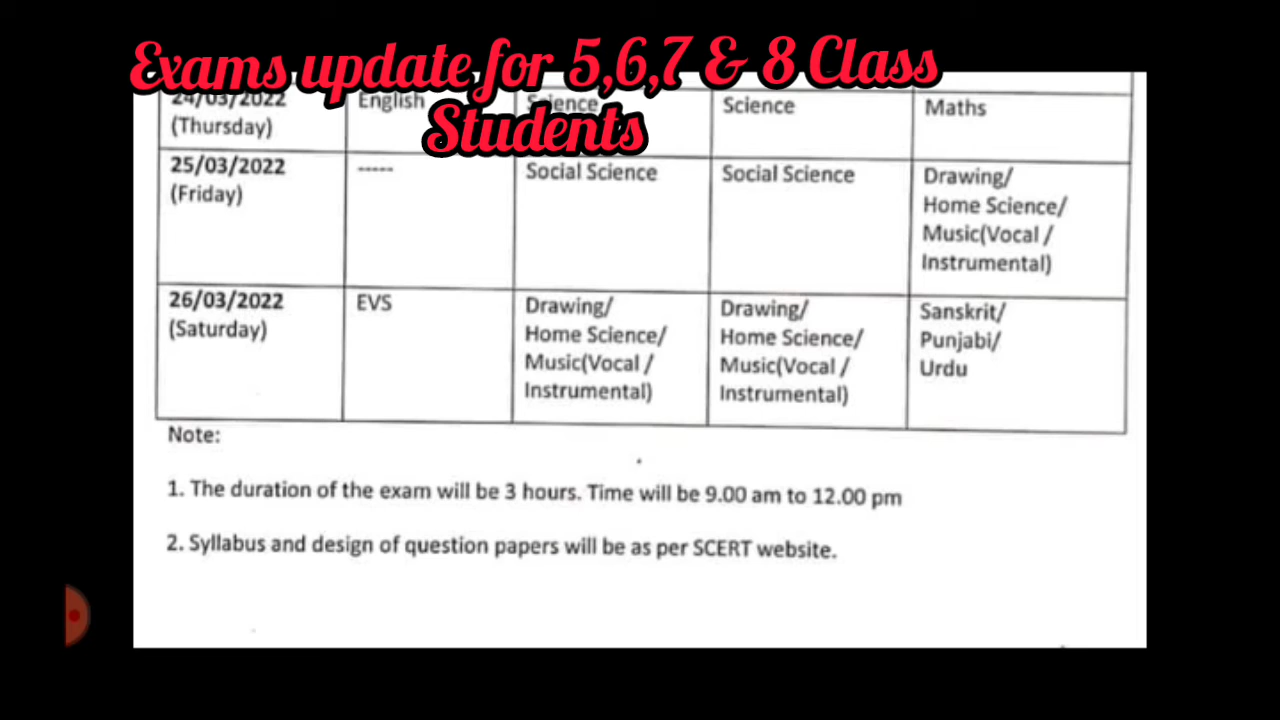 Exams update for 5,6,7 & 8 Class
Students
24/03/2022
(Thursday)
English
Science
Science
Maths
25/03/2022
(Friday)
-----
Social Science
Social Science
Drawing/
Home Science/
Music(Vocal /
Instrumental)
26/03/2022
(Saturday)
EVS
Drawing/
Home Science/
Music(Vocal /
Instrumental)
Drawing/
Home Science/
Music(Vocal /
Instrumental)
Sanskrit/
Punjabi/
Urdu
Note:
1. The duration of the exam will be 3 hours. Time will be 9.00 am to 12.00 pm
2. Syllabus and design of question papers will be as per SCERT website.